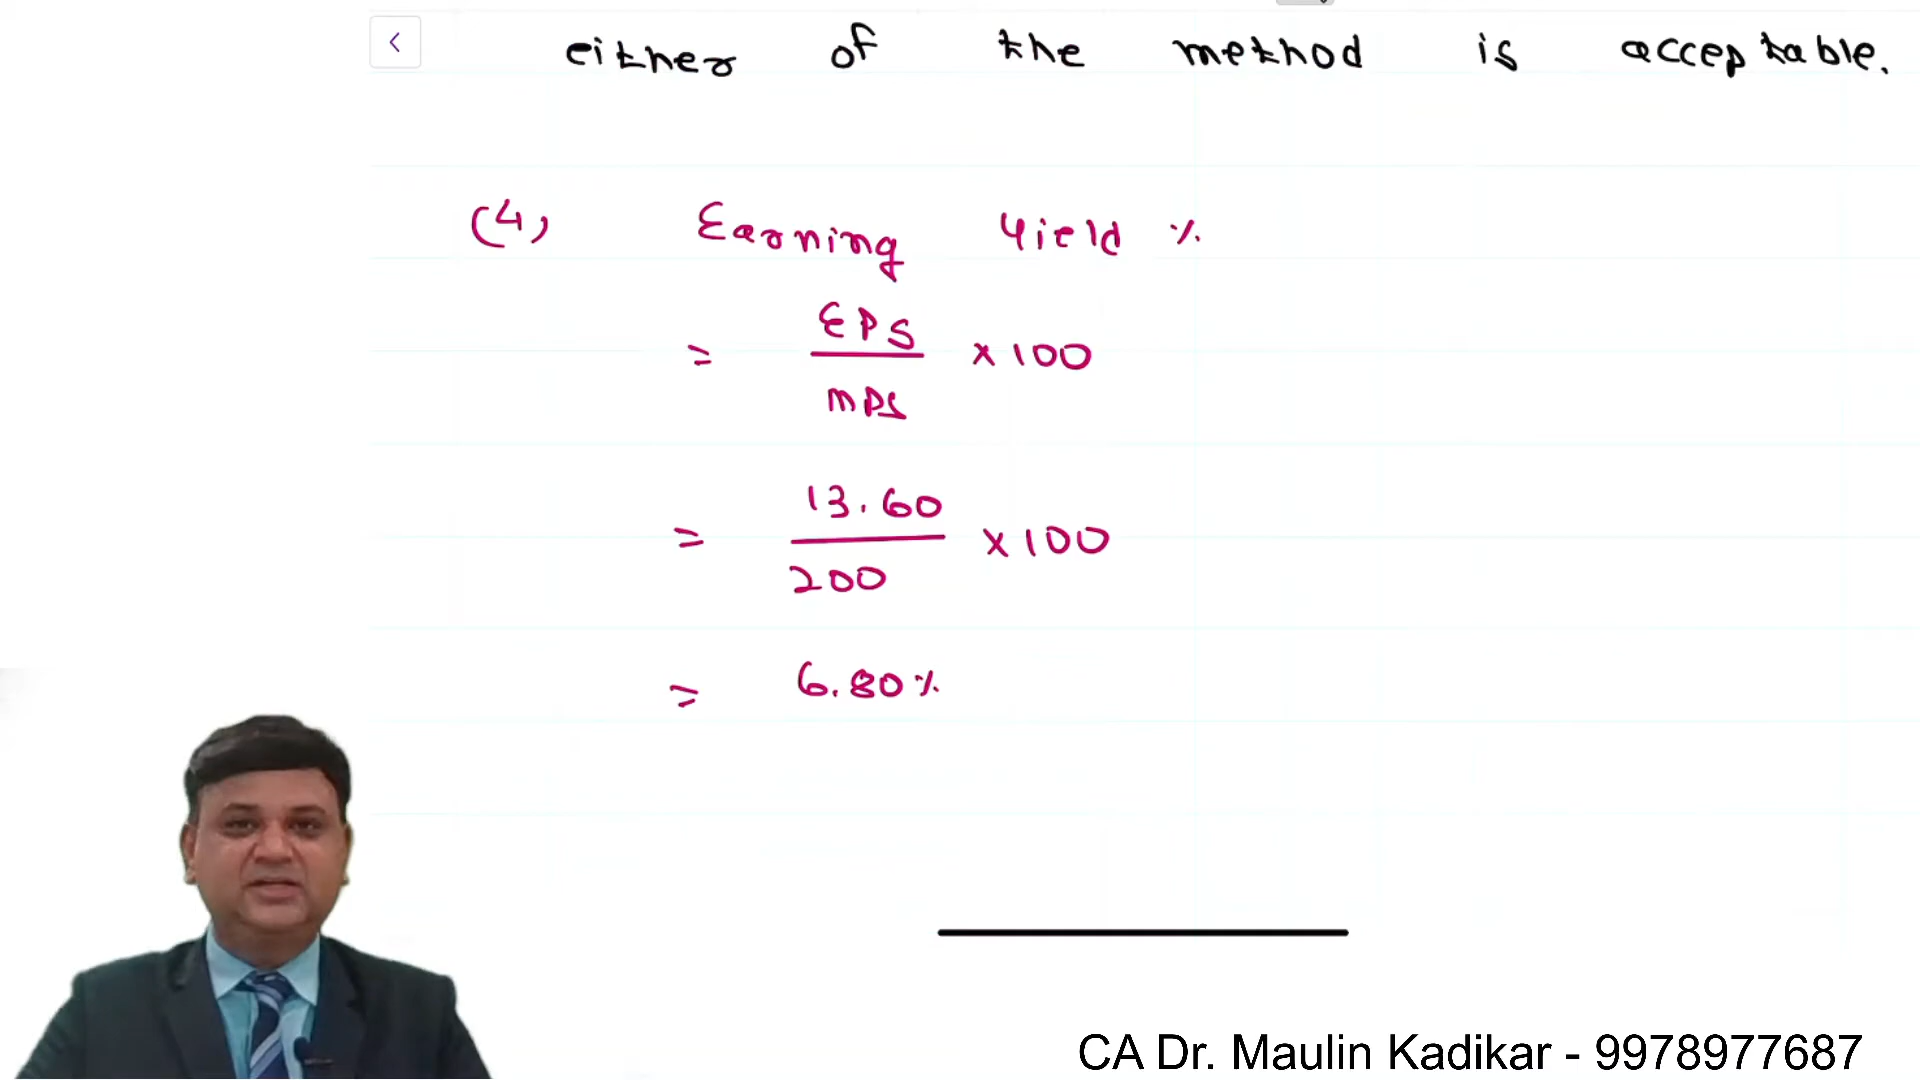 either of the method is acceptable.
(4) Earning Yield %
= EPS / MPS × 100
= 13.60 / 200 × 100
= 6.80%
CA Dr. Maulin Kadikar - 9978977687